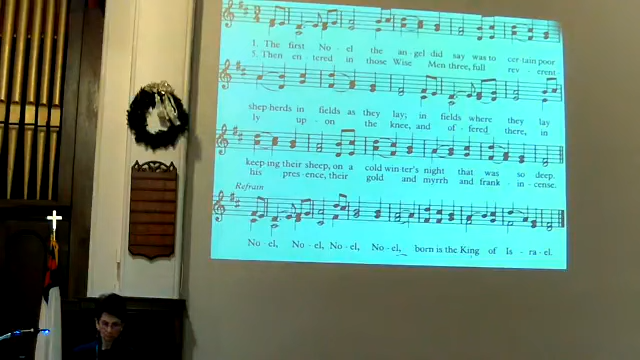 1. The first No - el the an - gel did say was to cer - tain poor
5. Then en - tered in those Wise Men three, full rev - erent -
shep - herds in fields as they lay; in fields where they lay
ly up - on the knee, and of - fered there, in
keep - ing their sheep, on a cold win - ter's night that was so deep.
his pres - ence, their gold and myrrh and frank - in - cense.
Refrain
No - el, No - el, No - el, No - el, born is the King of Is - ra - el.